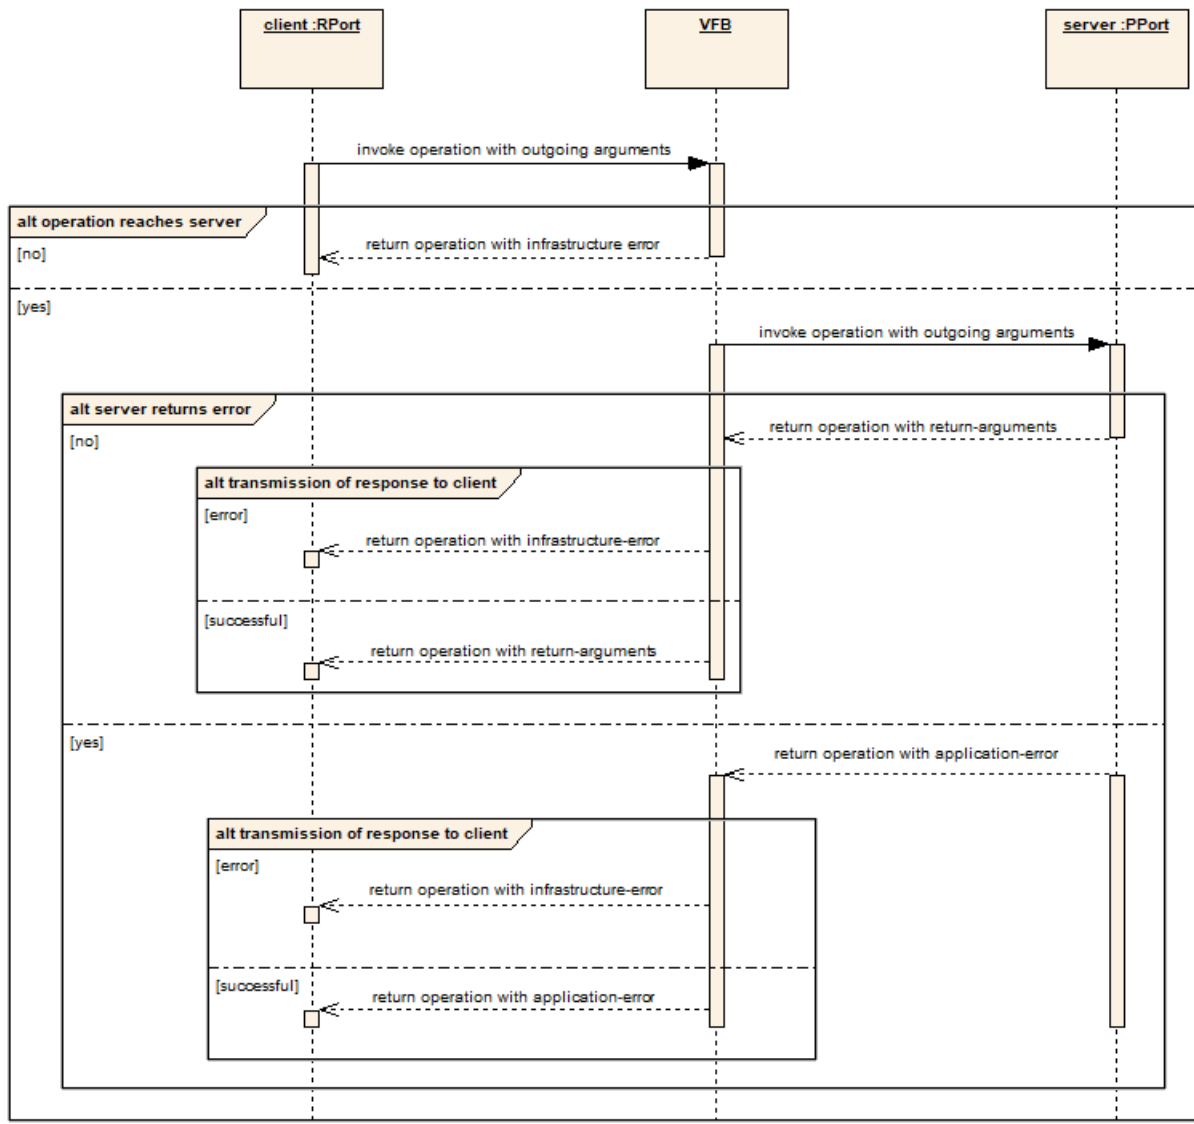 client :RPort
VFB
server :PPort
invoke operation with outgoing arguments
alt operation reaches server
return operation with infrastructure error
[no]
[yes]
invoke operation with outgoing arguments
alt server returns error
return operation with return-arguments
[no]
alt transmission of response to client
[error]
return operation with infrastructure-error
[successful]
return operation with return-arguments
[yes]
return operation with application-error
alt transmission of response to client
[error]
return operation with infrastructure-error
[successful]
return operation with application-error